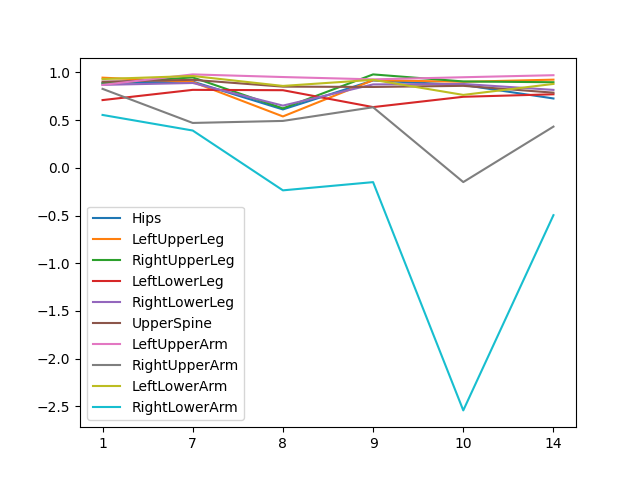 1.0
0.5
0.0
−0.5
−1.0
−1.5
−2.0
−2.5
Hips
LeftUpperLeg
RightUpperLeg
LeftLowerLeg
RightLowerLeg
UpperSpine
LeftUpperArm
RightUpperArm
LeftLowerArm
RightLowerArm
1 7 8 9 10 14